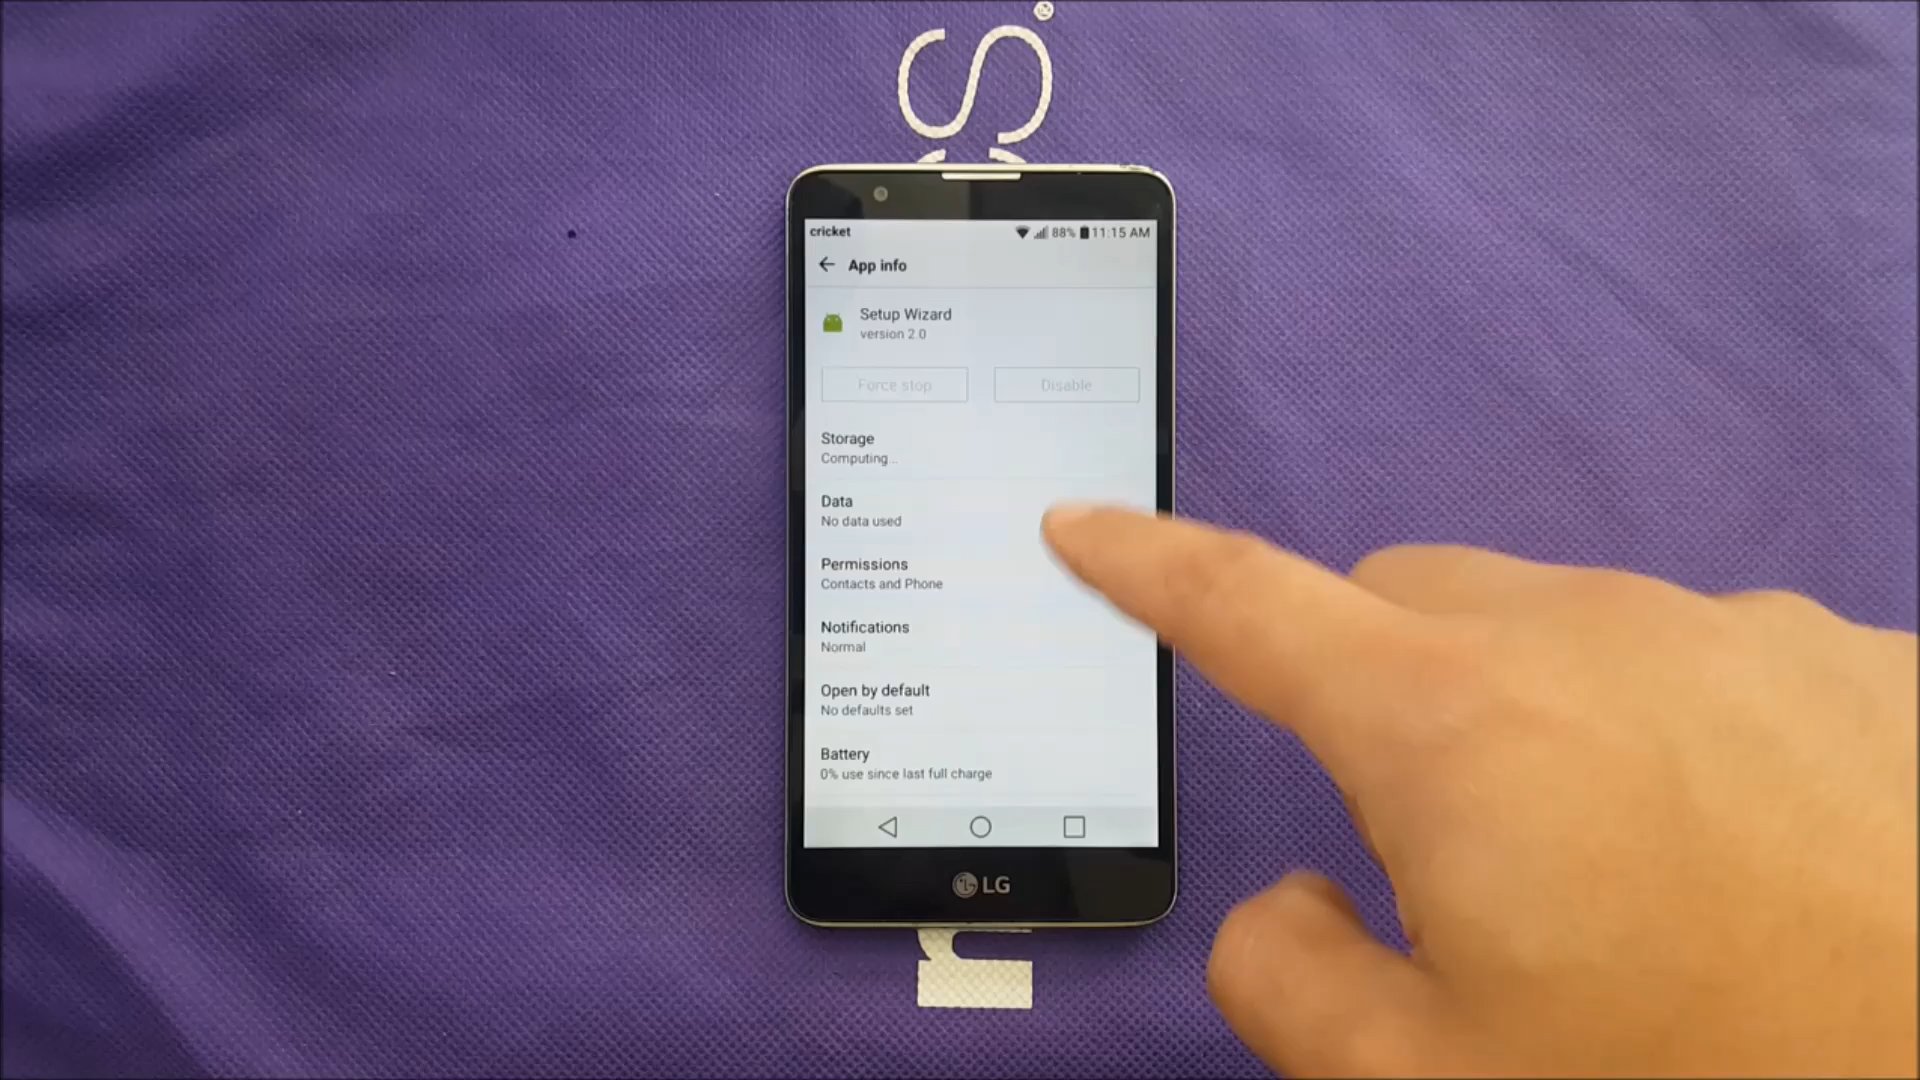 S®
cricket
88% 11:15 AM
App info
Setup Wizard
version 2.0
Force stop
Disable
Storage
Computing...
Data
No data used
Permissions
Contacts and Phone
Notifications
Normal
Open by default
No defaults set
Battery
0% use since last full charge
LG